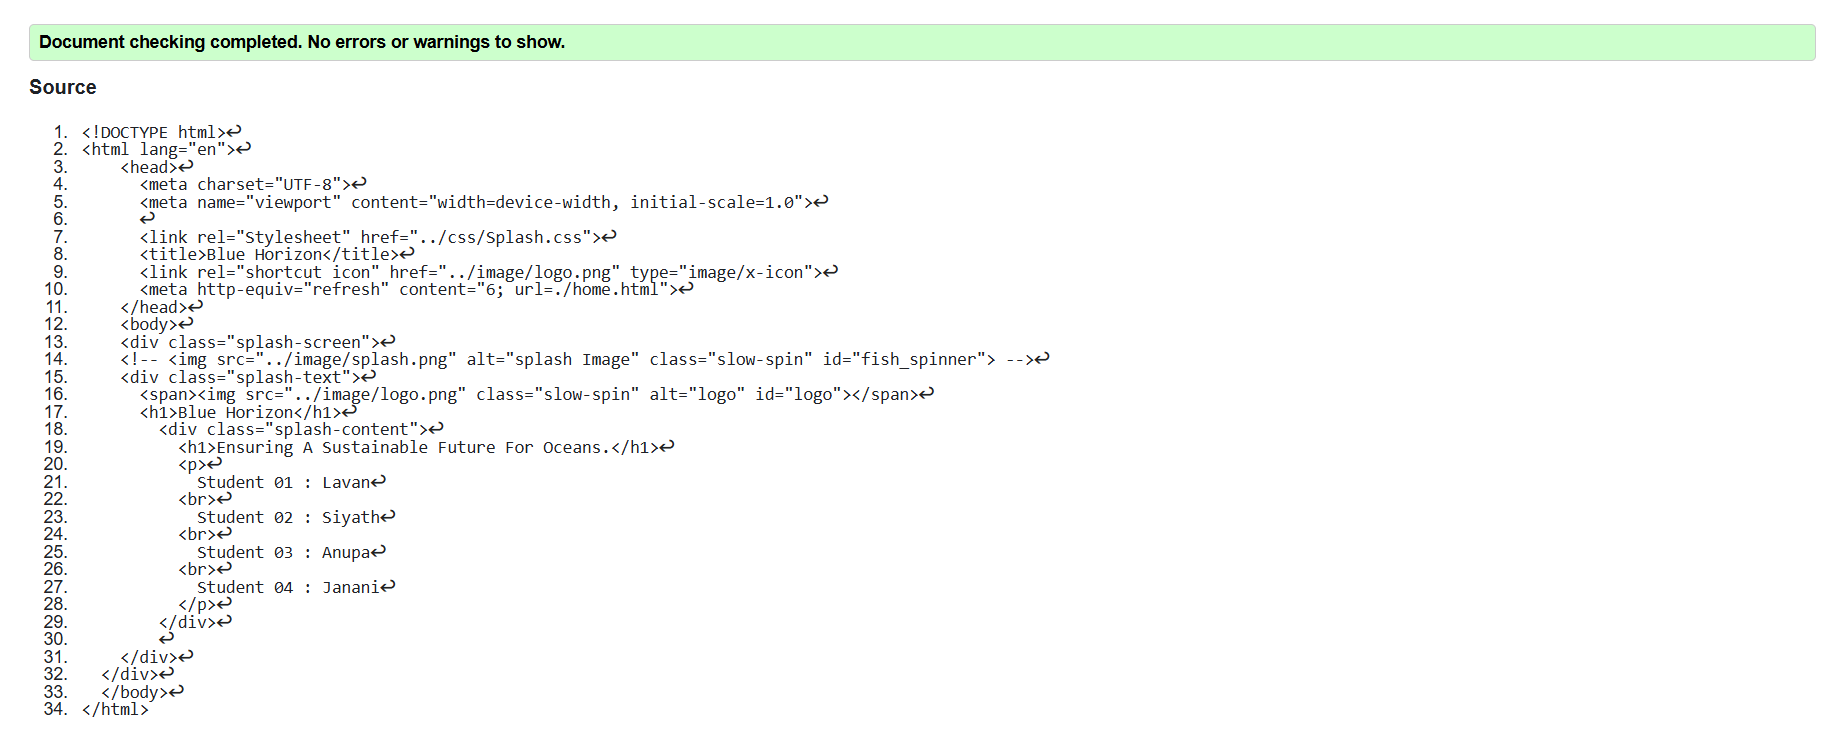 Document checking completed. No errors or warnings to show.
Source
1. <!DOCTYPE html>↩
2. <html lang="en">↩
3.     <head>↩
4.       <meta charset="UTF-8">↩
5.       <meta name="viewport" content="width=device-width, initial-scale=1.0">↩
6.       ↩
7.       <link rel="Stylesheet" href="../css/Splash.css">↩
8.       <title>Blue Horizon</title>↩
9.       <link rel="shortcut icon" href="../image/logo.png" type="image/x-icon">↩
10.       <meta http-equiv="refresh" content="6; url=./home.html">↩
11.     </head>↩
12.     <body>↩
13.     <div class="splash-screen">↩
14.     <!-- <img src="../image/splash.png" alt="splash Image" class="slow-spin" id="fish_spinner"> -->↩
15.     <div class="splash-text">↩
16.       <span><img src="../image/logo.png" class="slow-spin" alt="logo" id="logo"></span>↩
17.       <h1>Blue Horizon</h1>↩
18.         <div class="splash-content">↩
19.           <h1>Ensuring A Sustainable Future For Oceans.</h1>↩
20.           <p>↩
21.             Student 01 : Lavan↩
22.           <br>↩
23.             Student 02 : Siyath↩
24.           <br>↩
25.             Student 03 : Anupa↩
26.           <br>↩
27.             Student 04 : Janani↩
28.           </p>↩
29.         </div>↩
30.         ↩
31.     </div>↩
32.   </div>↩
33.   </body>↩
34. </html>